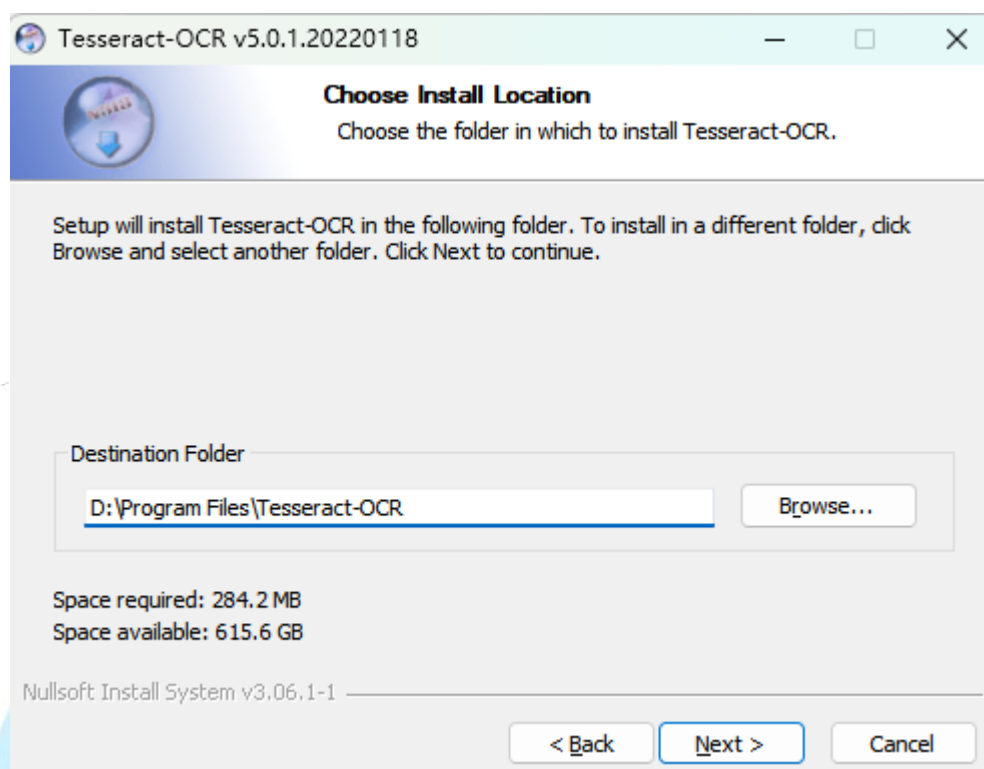 Tesseract-OCR v5.0.1.20220118
Choose Install Location
Choose the folder in which to install Tesseract-OCR.
Setup will install Tesseract-OCR in the following folder. To install in a different folder, click
Browse and select another folder. Click Next to continue.
Destination Folder
D:\Program Files\Tesseract-OCR
Browse...
Space required: 284.2 MB
Space available: 615.6 GB
Nullsoft Install System v3.06.1-1
< Back
Next >
Cancel